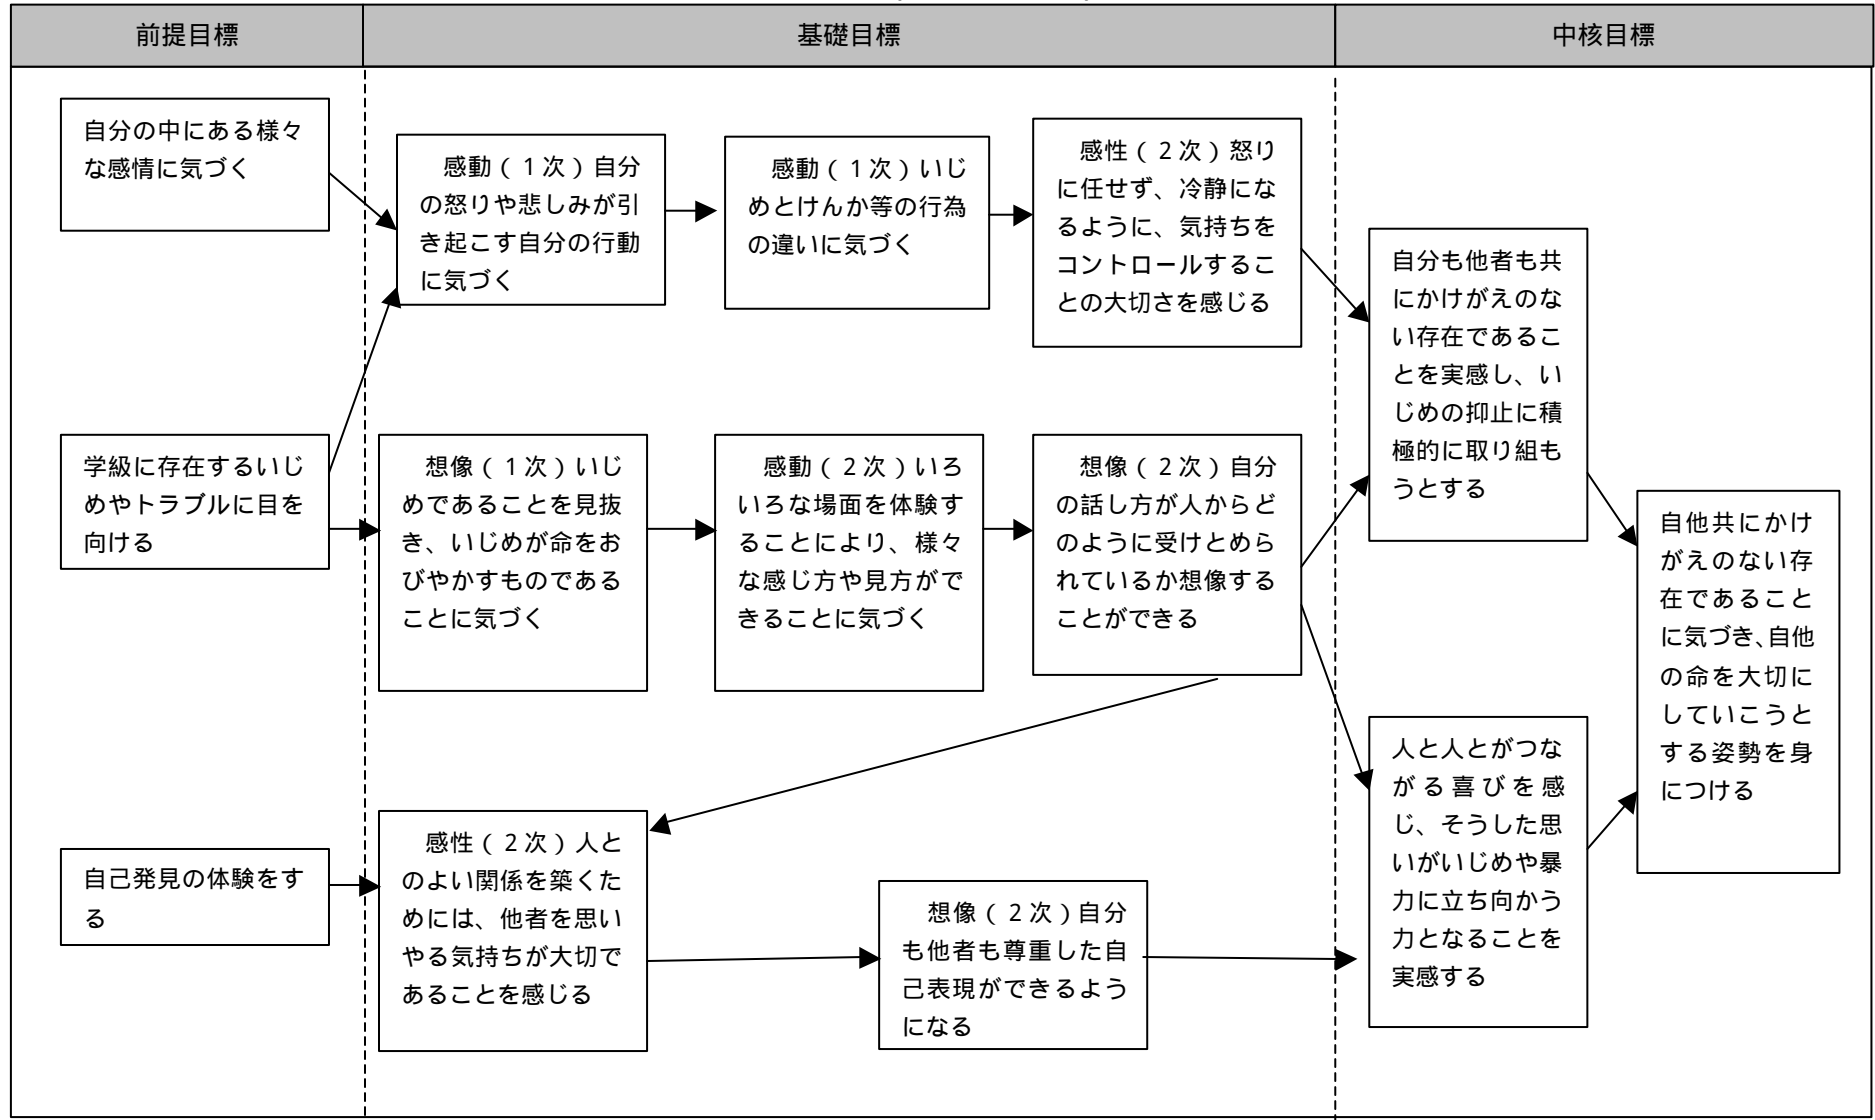 前提目標
基礎目標
中核目標
自分の中にある様々
な感情に気づく
感動（１次）自分
の怒りや悲しみが引
き起こす自分の行動
に気づく
感動（１次）いじ
めとけんか等の行為
の違いに気づく
感性（２次）怒り
に任せず、冷静にな
るように、気持ちを
コントロールするこ
との大切さを感じる
自分も他者も共
にかけがえのな
い存在であるこ
とを実感し、い
じめの抑止に積
極的に取り組も
うとする
学級に存在するいじ
めやトラブルに目を
向ける
想像（１次）いじ
めであることを見抜
き、いじめが命をお
びやかすものである
ことに気づく
感動（２次）いろ
いろな場面を体験す
ることにより、様々
な感じ方や見方がで
きることに気づく
想像（２次）自分
の話し方が人からど
のように受けとめら
れているか想像する
ことができる
自他共にかけ
がえのない存
在であること
に気づき、自他
の命を大切に
していこうと
する姿勢を身
につける
自己発見の体験をす
る
感性（２次）人と
のよい関係を築くた
めには、他者を思い
やる気持ちが大切で
あることを感じる
想像（２次）自分
も他者も尊重した自
己表現ができるよう
になる
人と人とがつな
がる喜びを感
じ、そうした思
いがいじめや暴
力に立ち向かう
力となることを
実感する